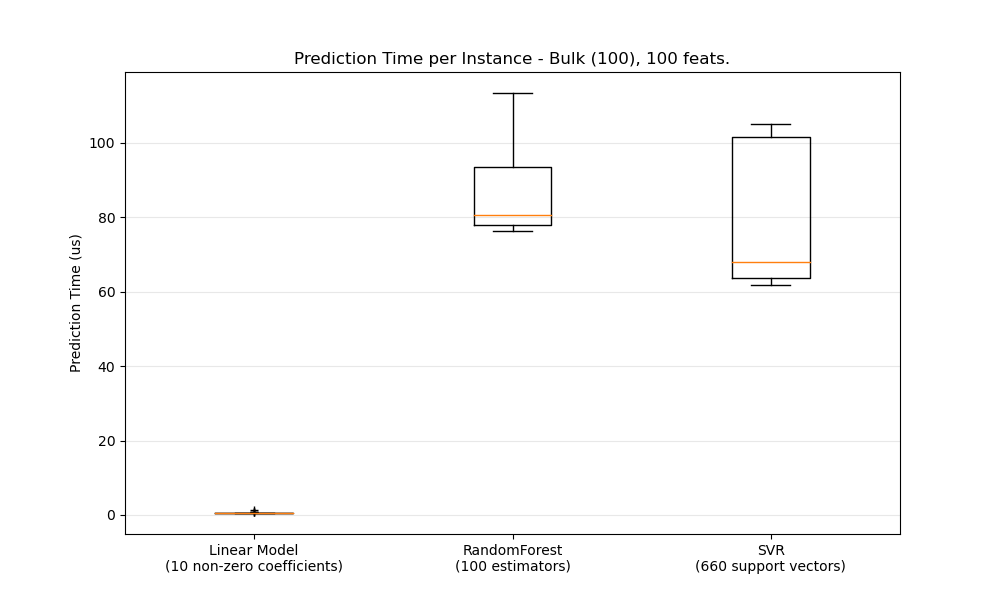 Prediction Time per Instance - Bulk (100), 100 feats.
Prediction Time (us)
100
80
60
40
20
0
Linear Model
(10 non-zero coefficients)
RandomForest
(100 estimators)
SVR
(660 support vectors)